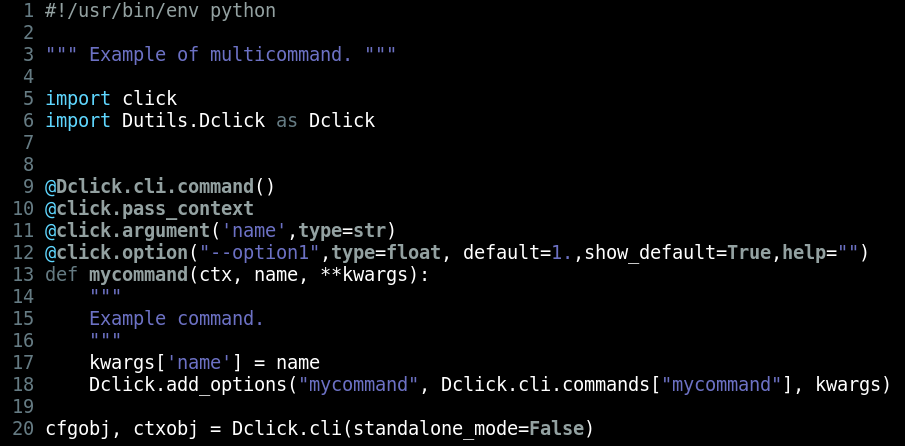 1 #!/usr/bin/env python
2
3 """ Example of multicommand. """
4
5 import click
6 import Dutils.Dclick as Dclick
7
8
9 @Dclick.cli.command()
10 @click.pass_context
11 @click.argument('name',type=str)
12 @click.option("--option1",type=float, default=1.,show_default=True,help="")
13 def mycommand(ctx, name, **kwargs):
14     """
15     Example command.
16     """
17     kwargs['name'] = name
18     Dclick.add_options("mycommand", Dclick.cli.commands["mycommand"], kwargs)
19
20 cfgobj, ctxobj = Dclick.cli(standalone_mode=False)